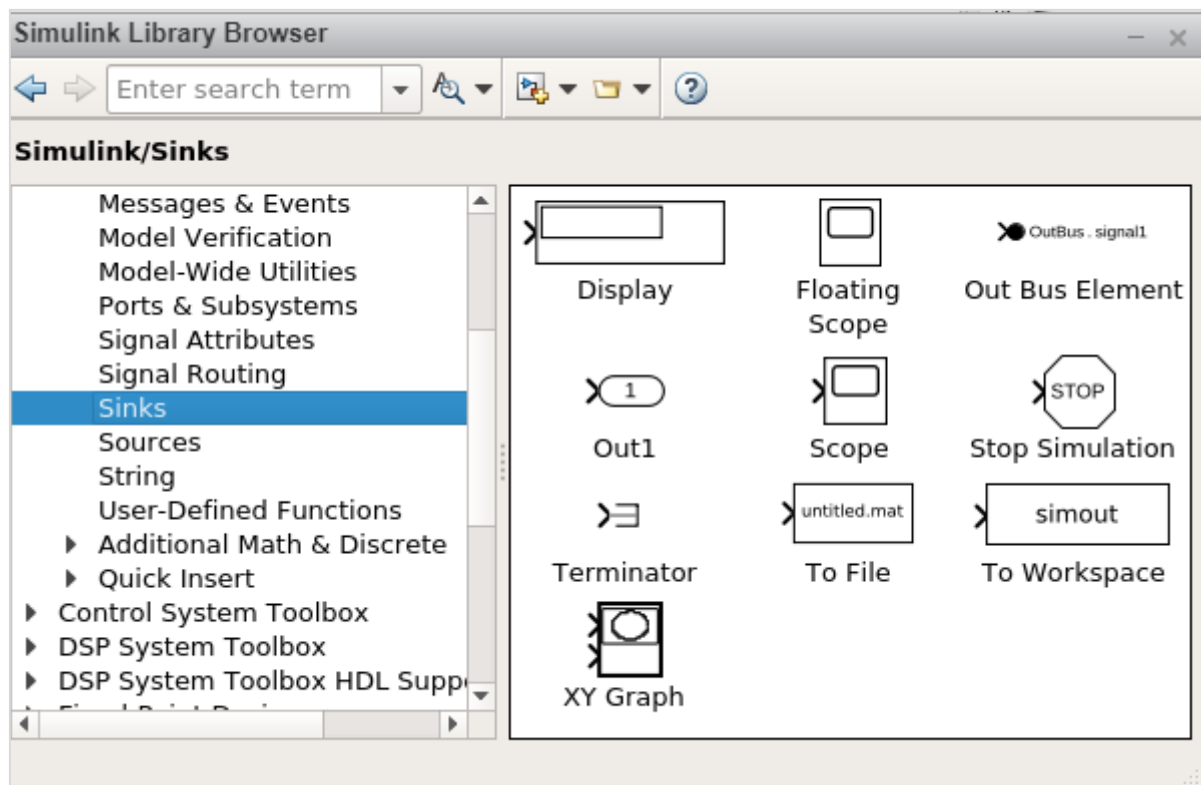 Simulink Library Browser
Enter search term
Simulink/Sinks
Messages & Events
Model Verification
Model-Wide Utilities
Ports & Subsystems
Signal Attributes
Signal Routing
Sinks
Sources
String
User-Defined Functions
Additional Math & Discrete
Quick Insert
Control System Toolbox
DSP System Toolbox
DSP System Toolbox HDL
OutBus . signal1
Display
Floating
Scope
Out Bus Element
1
STOP
Out1
Scope
Stop Simulation
untitled.mat
simout
Terminator
To File
To Workspace
XY Graph